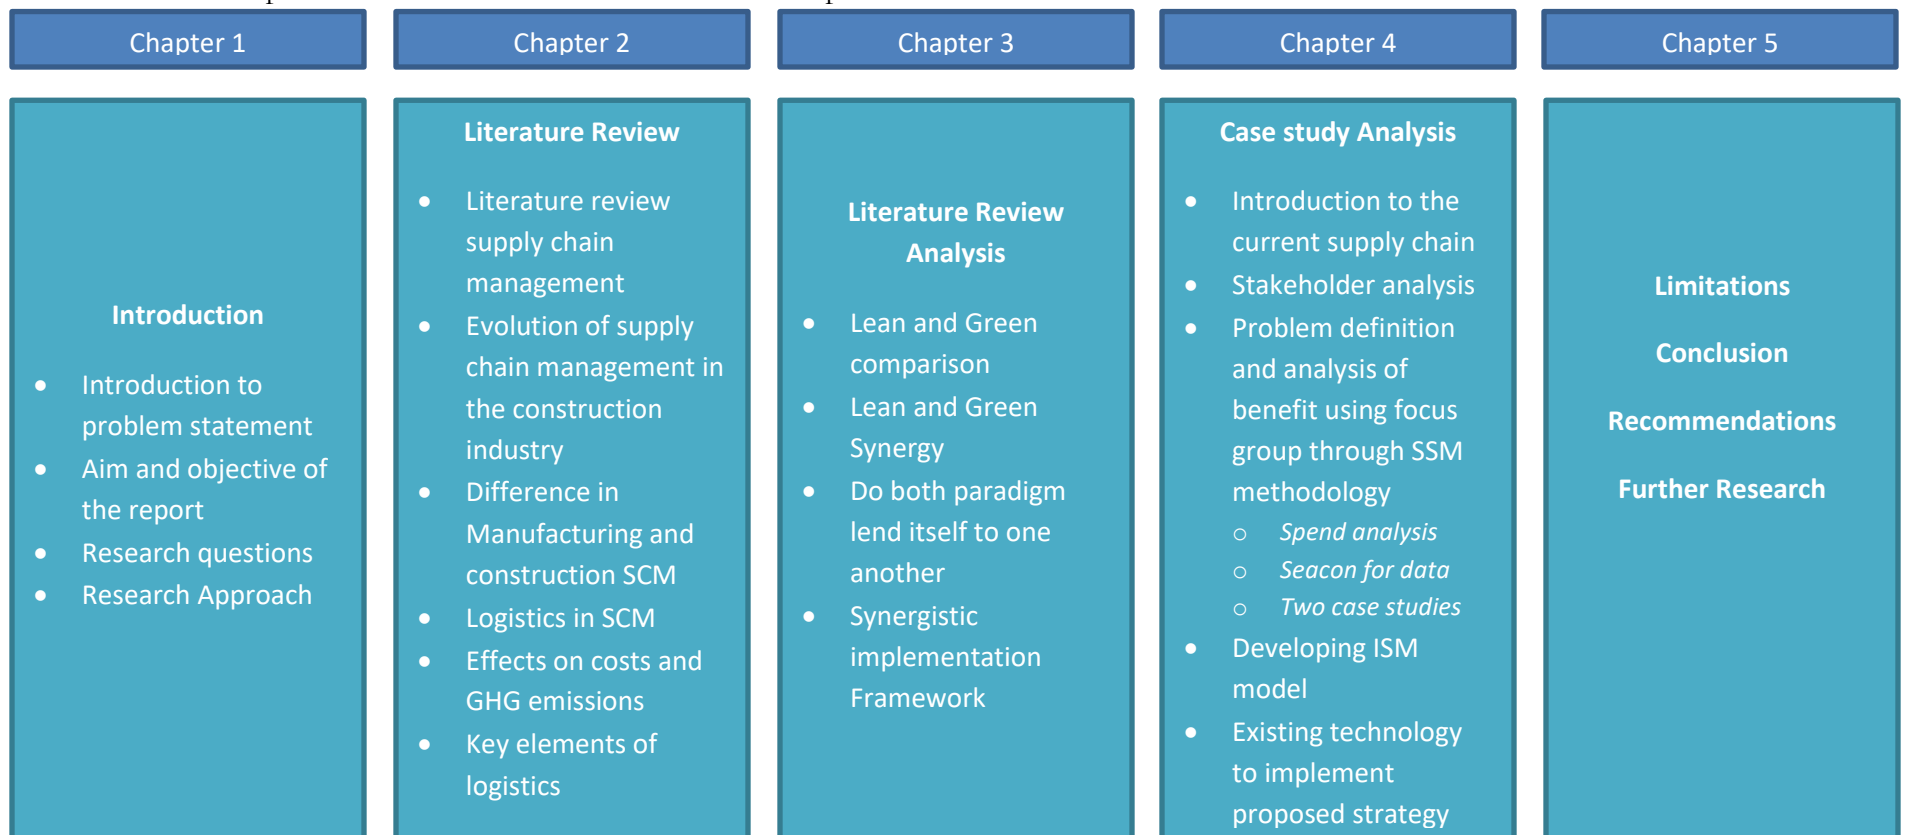 Chapter 1
Chapter 2
Chapter 3
Chapter 4
Chapter 5
Introduction
● Introduction to
problem statement
● Aim and objective of
the report
● Research questions
● Research Approach
Literature Review
● Literature review
supply chain
management
● Evolution of supply
chain management in
the construction
industry
● Difference in
Manufacturing and
construction SCM
● Logistics in SCM
● Effects on costs and
GHG emissions
● Key elements of
logistics
Literature Review
Analysis
● Lean and Green
comparison
● Lean and Green
Synergy
● Do both paradigm
lend itself to one
another
● Synergistic
implementation
Framework
Case study Analysis
● Introduction to the
current supply chain
● Stakeholder analysis
● Problem definition
and analysis of
benefit using focus
group through SSM
methodology
○ Spend analysis
○ Seacon for data
○ Two case studies
● Developing ISM
model
● Existing technology
to implement
proposed strategy
Limitations
Conclusion
Recommendations
Further Research